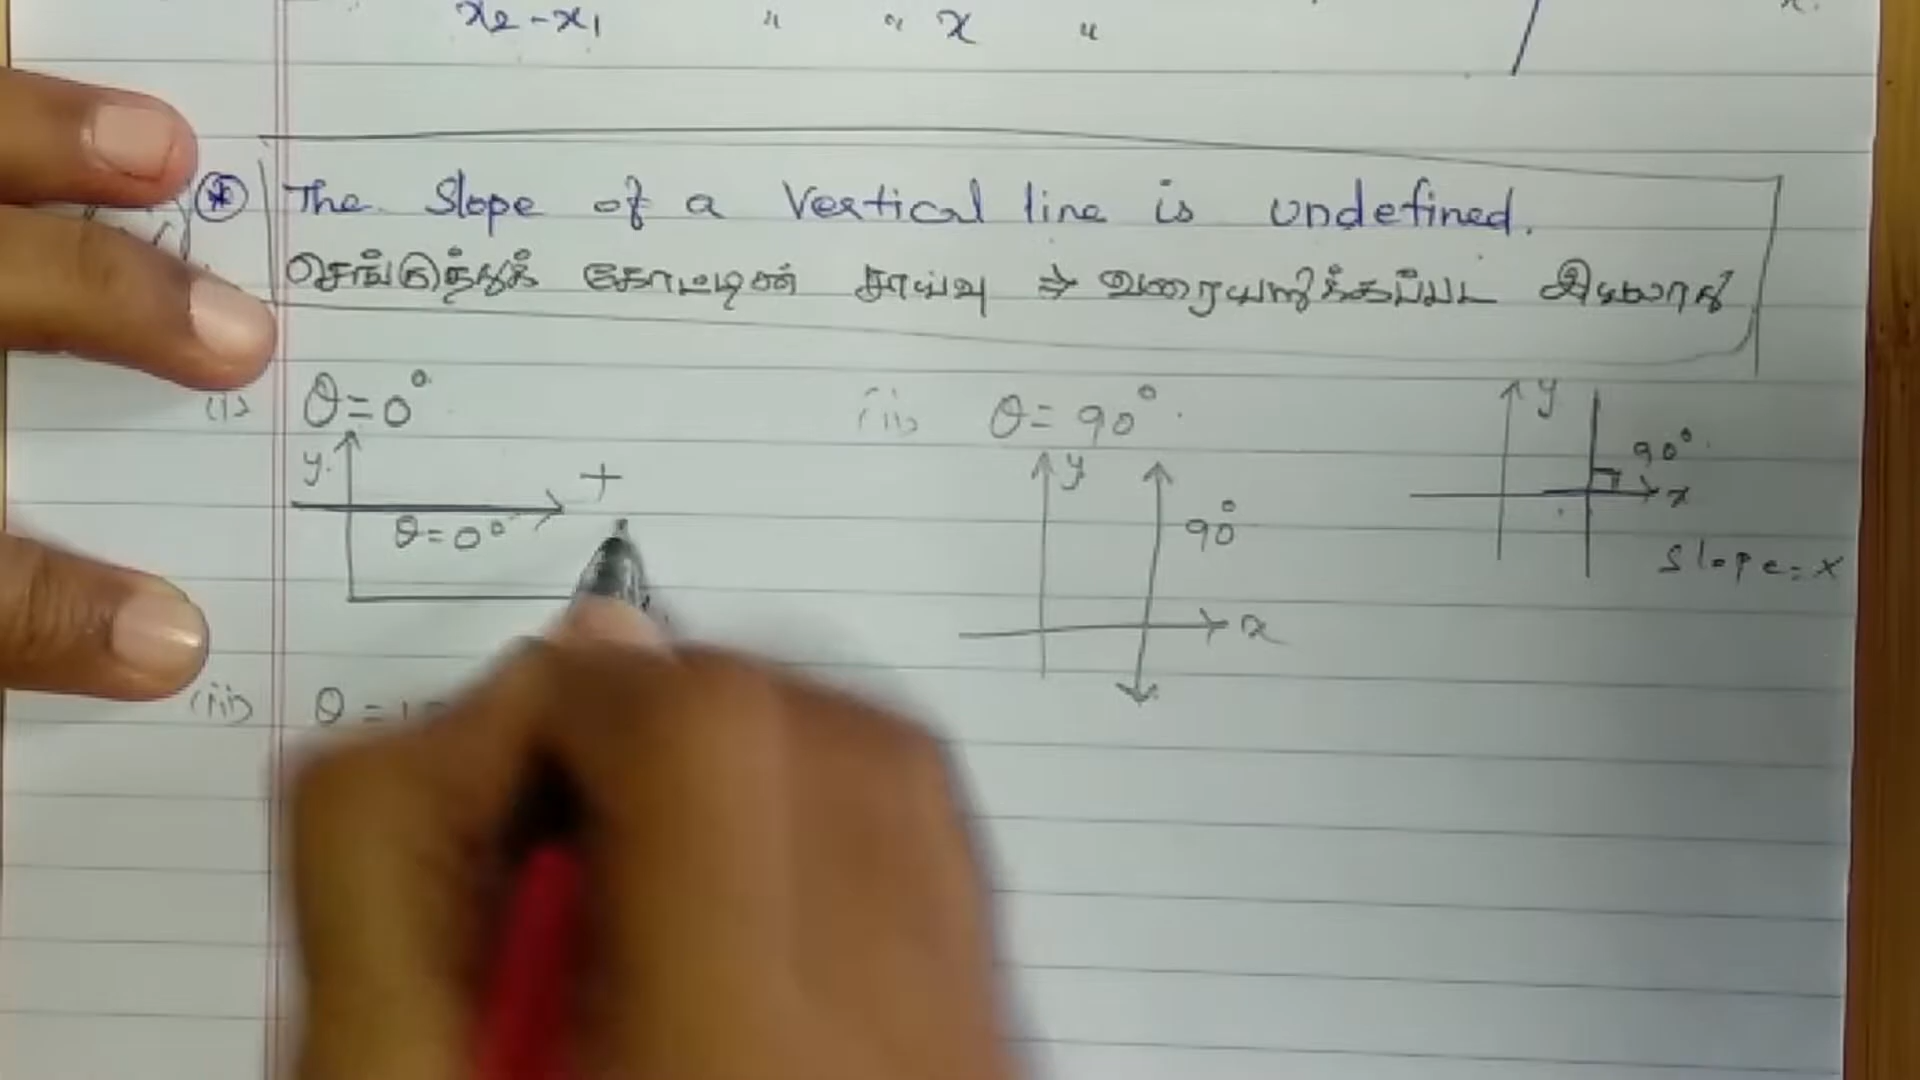 x₂-x₁ " " x "
x.
The Slope of a Vertical line is undefined.
செங்குத்துக் கோட்டின் சாய்வு ⇒ வரையறுக்கப்பட இயலாது
(i) θ=0°
(ii) θ=90°
y
90°
y
+
y
x
θ=0°
90°
slope=x
x
(iii) θ=